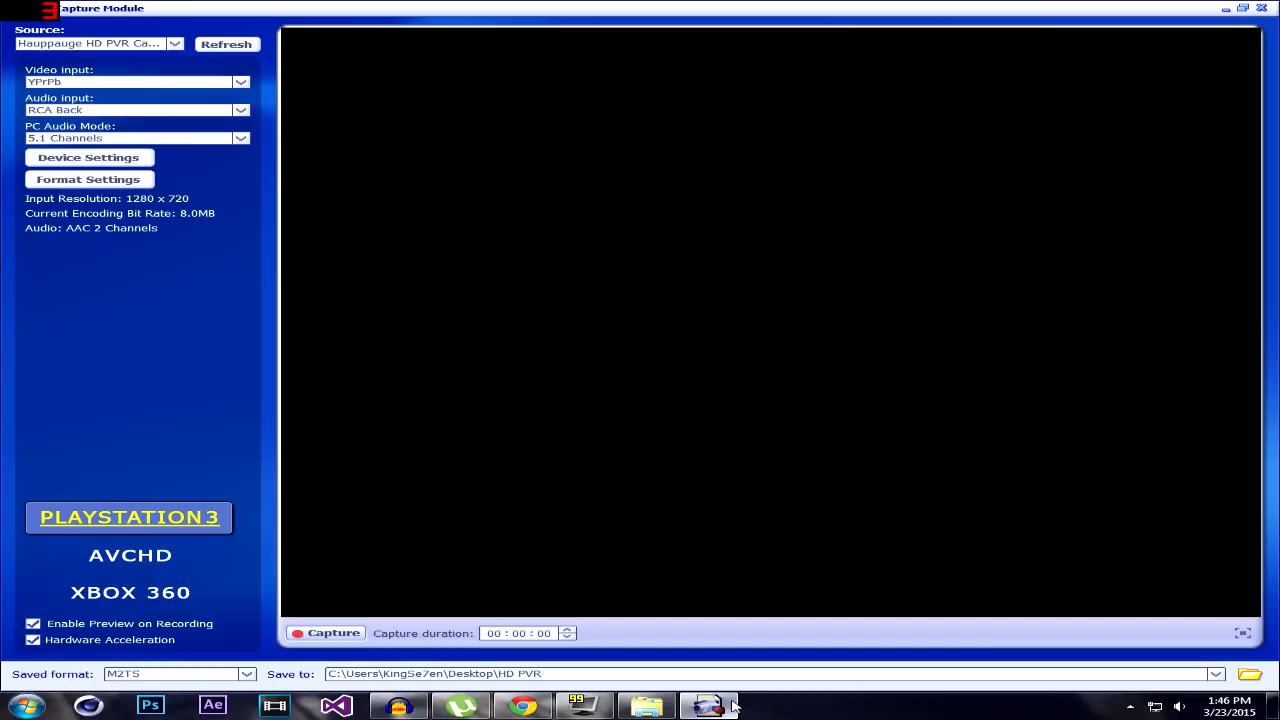 3
apture Module
Source:
Hauppauge HD PVR Ca...
Refresh
Video input:
YPrPb
Audio input:
RCA Back
PC Audio Mode:
5.1 Channels
Device Settings
Format Settings
Input Resolution: 1280 x 720
Current Encoding Bit Rate: 8.0MB
Audio: AAC 2 Channels
PLAYSTATION 3
AVCHD
XBOX 360
Enable Preview on Recording
Hardware Acceleration
Capture
Capture duration: 00 : 00 : 00
Saved format: M2TS
Save to: C:\Users\KingSe7en\Desktop\HD PVR
Ps
Ae
99
1:46 PM
3/23/2015